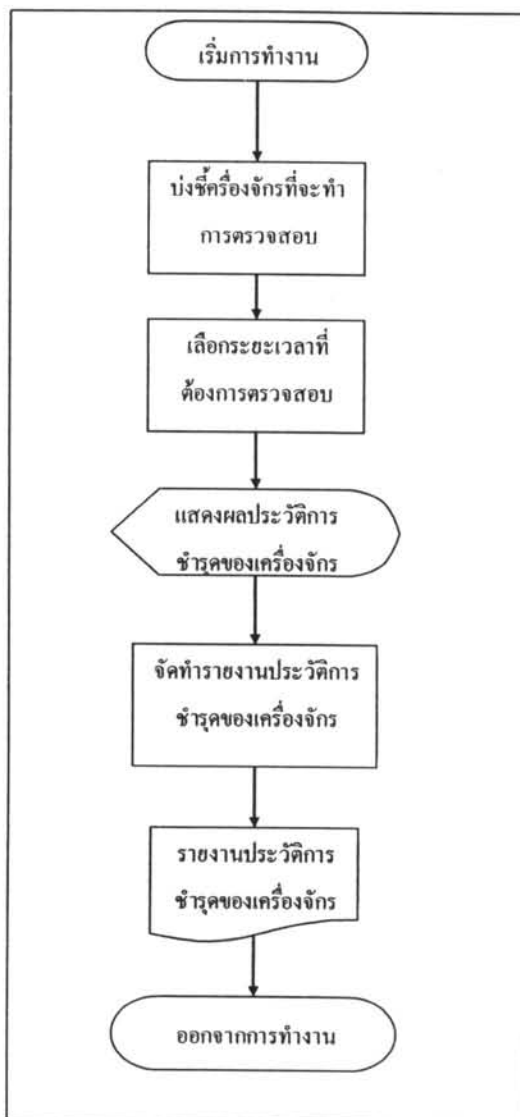 เริ่มการทำงาน
บ่งชี้ครื่องจักรที่จะทำ
การตรวจสอบ
เลือกระยะเวลาที่
ต้องการตรวจสอบ
แสดงผลประวัติการ
ชำรุดของเครื่องจักร
จัดทำรายงานประวัติการ
ชำรุดของเครื่องจักร
รายงานประวัติการ
ชำรุดของเครื่องจักร
ออกจากการทำงาน